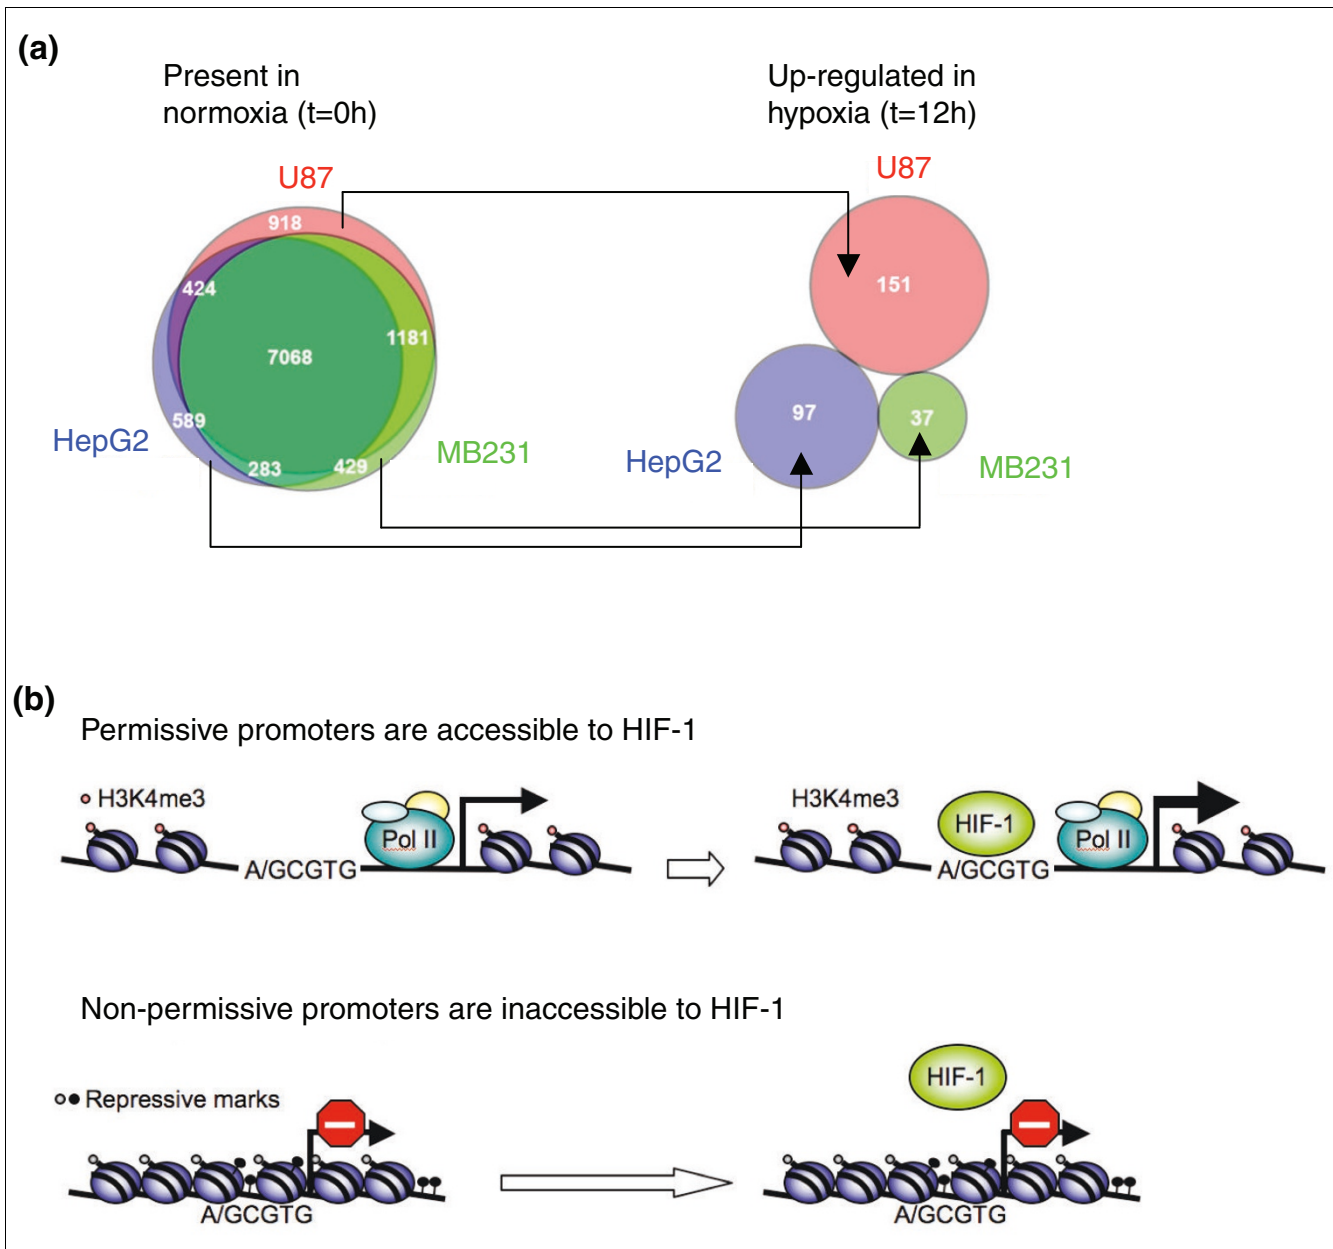 (a)
Present in
normoxia (t=0h)
Up-regulated in
hypoxia (t=12h)
U87
U87
918
424
1181
7068
589
283
429
HepG2
MB231
151
97
37
HepG2
MB231
(b)
Permissive promoters are accessible to HIF-1
H3K4me3
Pol II
A/GCGTG
H3K4me3
HIF-1
Pol II
A/GCGTG
Non-permissive promoters are inaccessible to HIF-1
Repressive marks
A/GCGTG
HIF-1
A/GCGTG